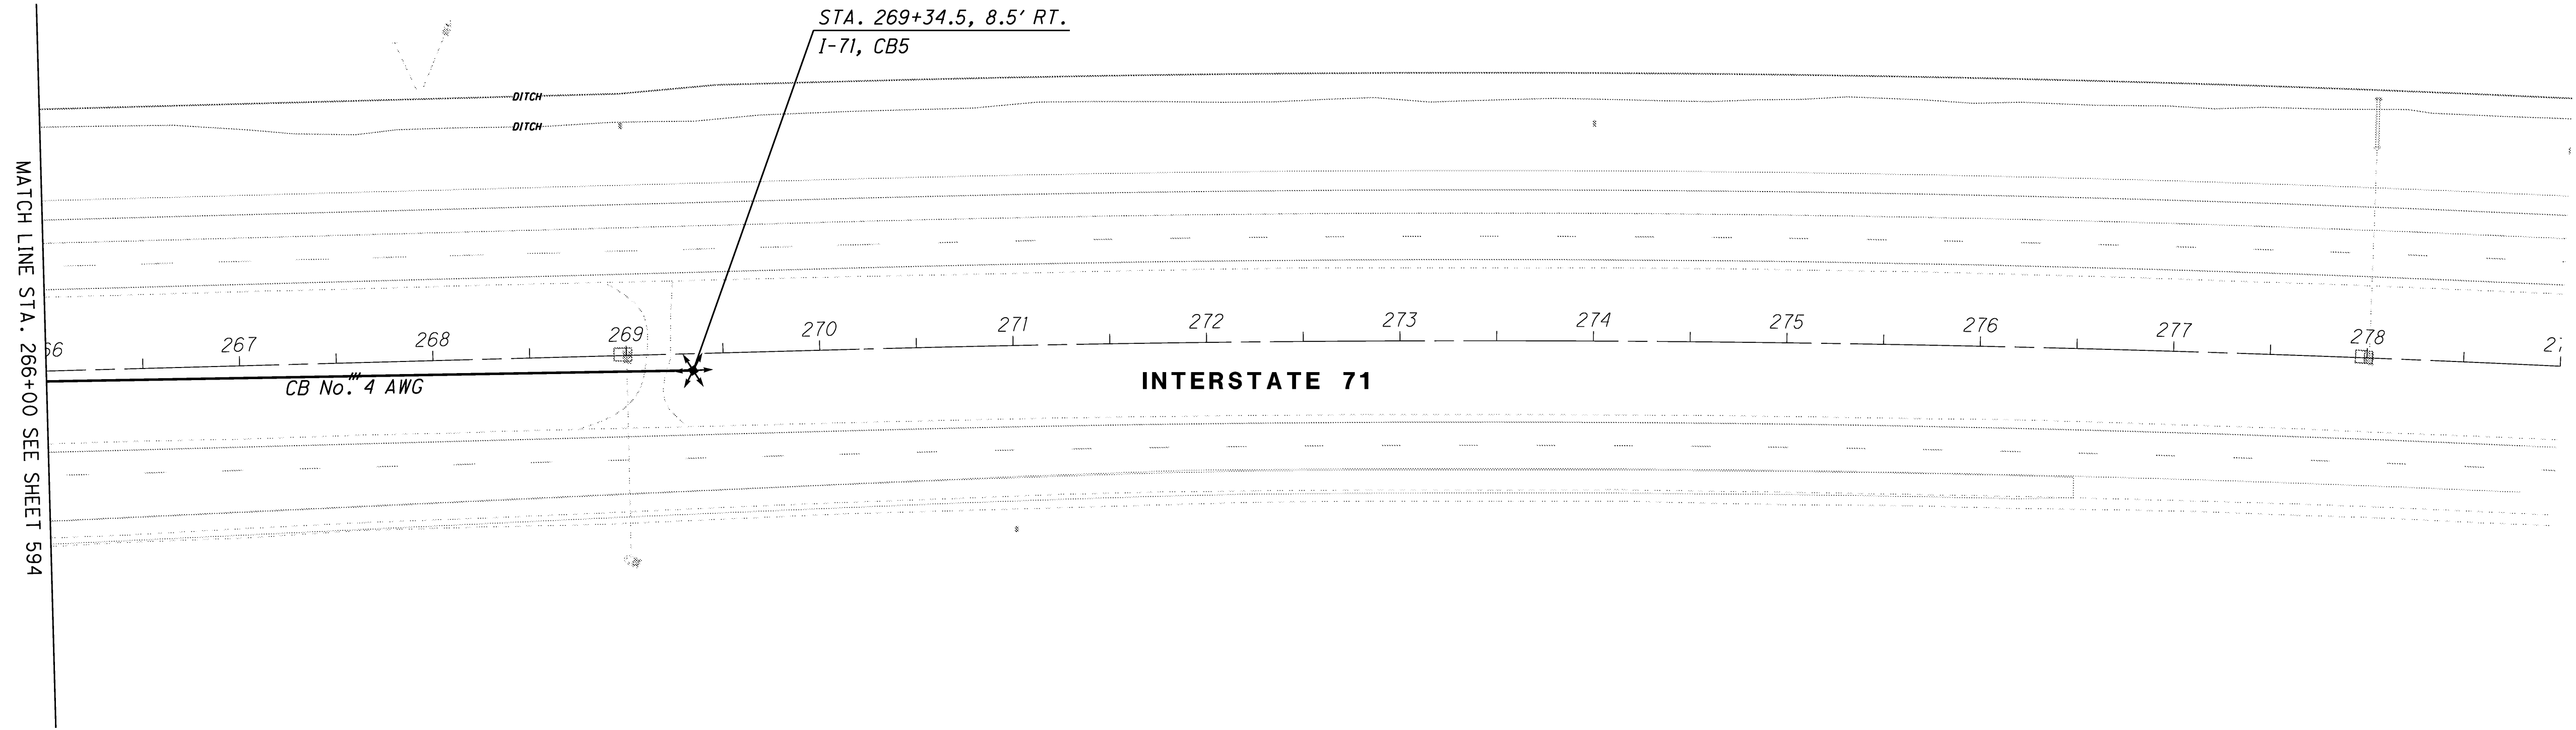 STA. 269+34.5, 8.5' RT.
I-71, CB5
DITCH
DITCH
MATCH LINE STA. 266+00 SEE SHEET 594
267
268
269
270
271
272
273
274
275
276
277
278
CB No. 4 AWG
INTERSTATE 71